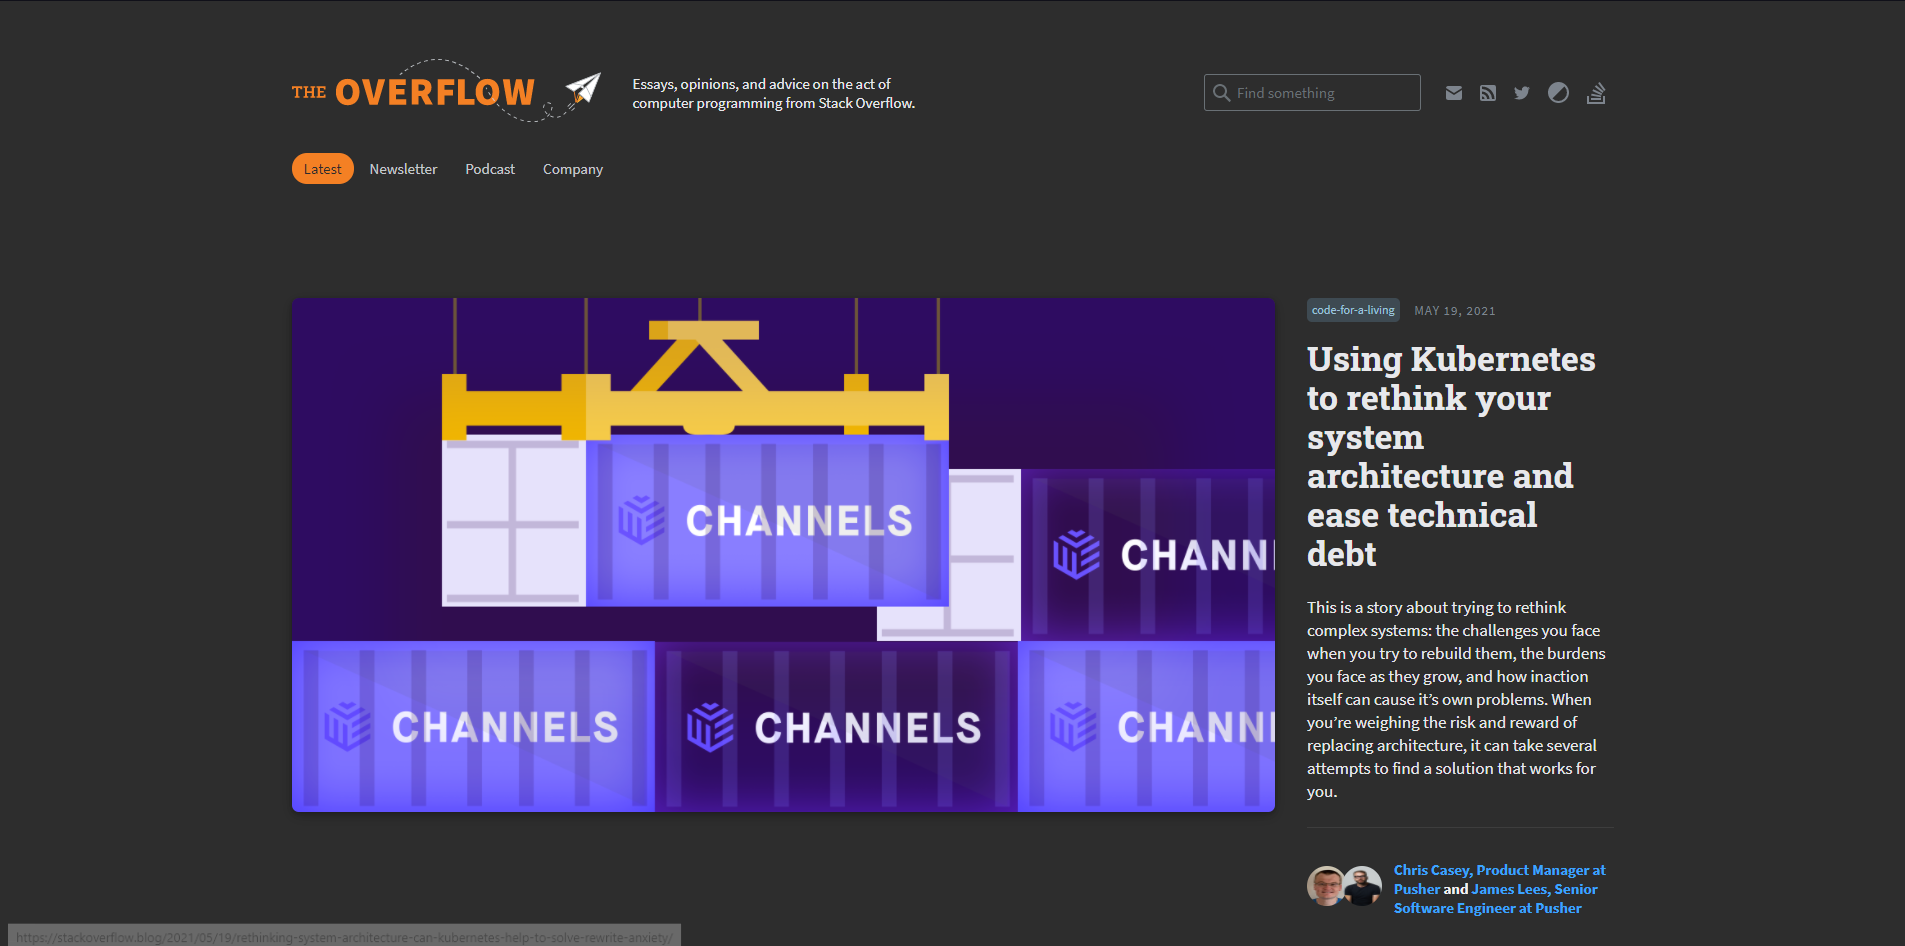 THE OVERFLOW
Essays, opinions, and advice on the act of
computer programming from Stack Overflow.
Find something
Latest
Newsletter
Podcast
Company
CHANNELS
CHANN
CHANNELS
CHANNELS
CHANN
code-for-a-living
MAY 19, 2021
Using Kubernetes
to rethink your
system
architecture and
ease technical
debt
This is a story about trying to rethink
complex systems: the challenges you face
when you try to rebuild them, the burdens
you face as they grow, and how inaction
itself can cause it’s own problems. When
you’re weighing the risk and reward of
replacing architecture, it can take several
attempts to find a solution that works for
you.
Chris Casey, Product Manager at
Pusher and James Lees, Senior
Software Engineer at Pusher
https://stackoverflow.blog/2021/05/19/rethinking-system-architecture-can-kubernetes-help-to-solve-rewrite-anxiety/